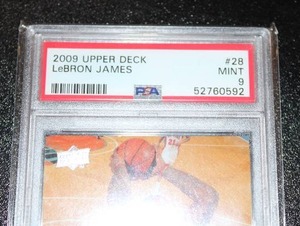 2009 UPPER DECK #28
LeBRON JAMES MINT
PSA 9
52760592